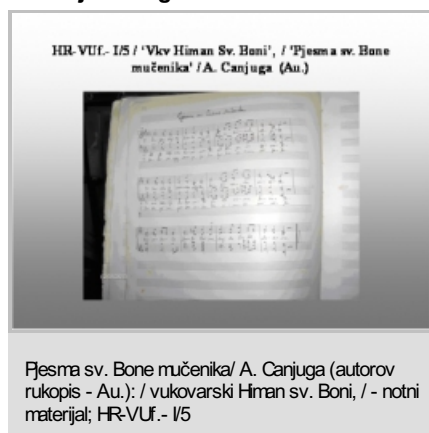 HR-VUf.- I/5 / 'Vkv Himan Sv. Boni', / 'Pjesma sv. Bone
mučenika' / A. Canjuga (Au.)
Pjesma sv. Bone mučenika/ A. Canjuga (autorov
rukopis - Au.): / vukovarski Himan sv. Boni, / - notni
materijal; HR-VUf.- I/5